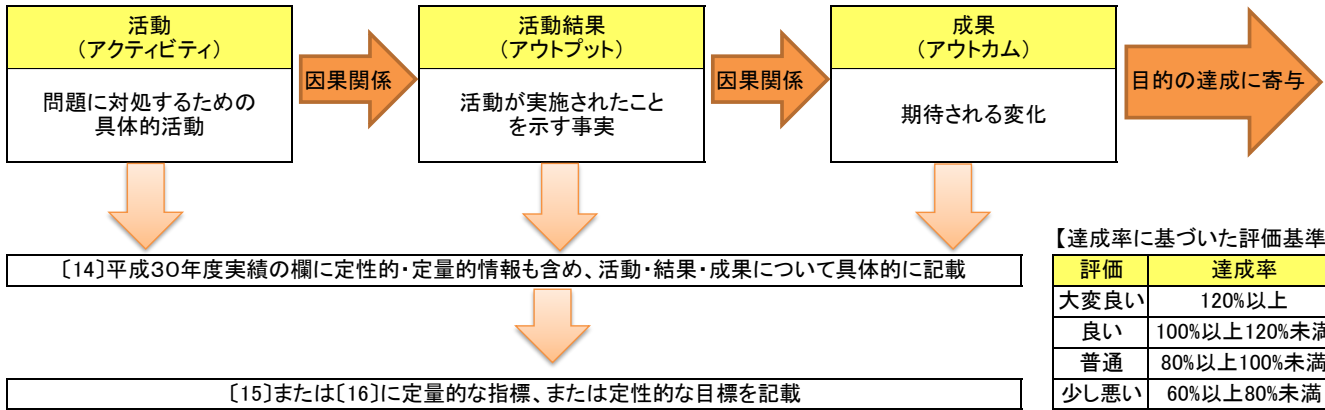 活動
(アクティビティ)
問題に対処するための
具体的活動
因果関係
活動結果
(アウトプット)
活動が実施されたこと
を示す事実
因果関係
成果
(アウトカム)
期待される変化
目的の達成に寄与
〔14〕平成30年度実績の欄に定性的・定量的情報も含め、活動・結果・成果について具体的に記載
〔15〕または〔16〕に定量的な指標、または定性的な目標を記載
【達成率に基づいた評価基準
評価 達成率
大変良い 120%以上
良い 100%以上120%未満
普通 80%以上100%未満
少し悪い 60%以上80%未満